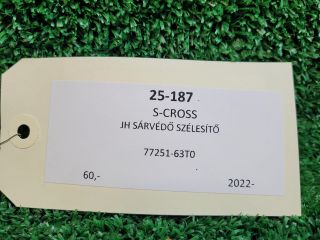 25-187
S-CROSS
JH SÁRVÉDŐ SZÉLESÍTŐ
77251-63T0
60,- 2022-